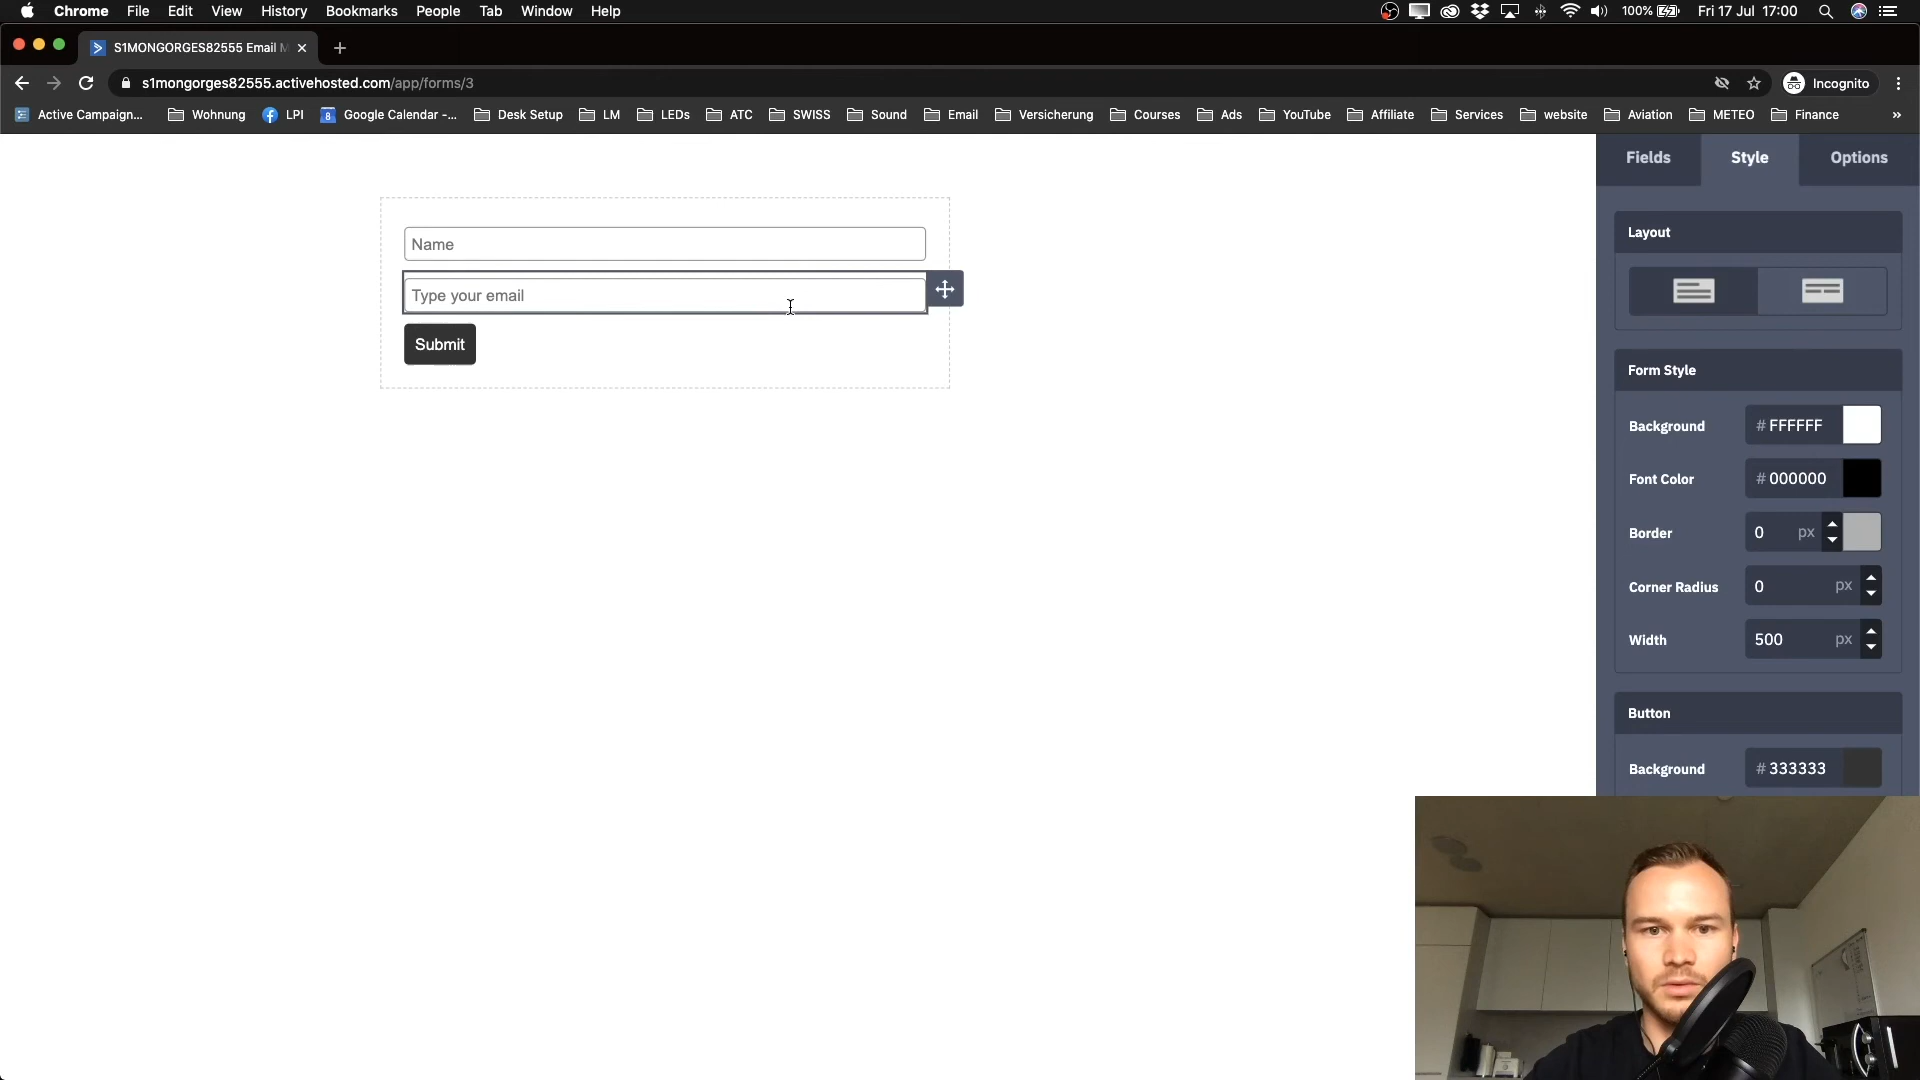 Chrome File Edit View History Bookmarks People Tab Window Help 100% Fri 17 Jul 17:00
S1MONGORGES82555 Email M
s1mongorges82555.activehosted.com/app/forms/3 Incognito
Active Campaign... Wohnung LPI 8 Google Calendar -... Desk Setup LM LEDs ATC SWISS Sound Email Versicherung Courses Ads YouTube Affiliate Services website Aviation METEO Finance »
Fields Style Options
Layout
Name
Type your email
Submit
Form Style
Background # FFFFFF
Font Color # 000000
Border 0 px
Corner Radius 0 px
Width 500 px
Button
Background # 333333